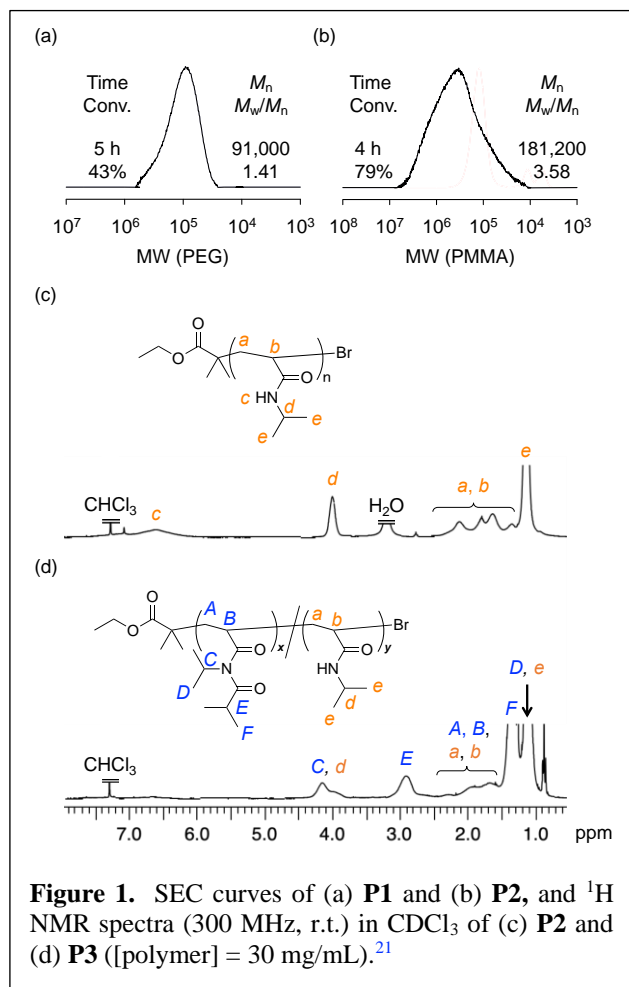 (a)
Time
Conv.
Mn
Mw/Mn
5 h
43%
91,000
1.41
10⁷ 10⁶ 10⁵ 10⁴ 10³
MW (PEG)
(b)
Time
Conv.
Mn
Mw/Mn
4 h
79%
181,200
3.58
10⁸ 10⁷ 10⁶ 10⁵ 10⁴ 10³
MW (PMMA)
(c)
O
O
a
b
Br
n
O
c
HN
d
e
e
CHCl₃
c
d
H₂O
a, b
e
(d)
O
O
A
B
x
a
b
y
Br
C
N
O
O
D
E
F
HN
O
d
e
e
CHCl₃
C, d
E
A, B,
a, b
F
D, e
7.0 6.0 5.0 4.0 3.0 2.0 1.0 ppm
Figure 1. SEC curves of (a) P1 and (b) P2, and ¹H
NMR spectra (300 MHz, r.t.) in CDCl₃ of (c) P2 and
(d) P3 ([polymer] = 30 mg/mL).²¹